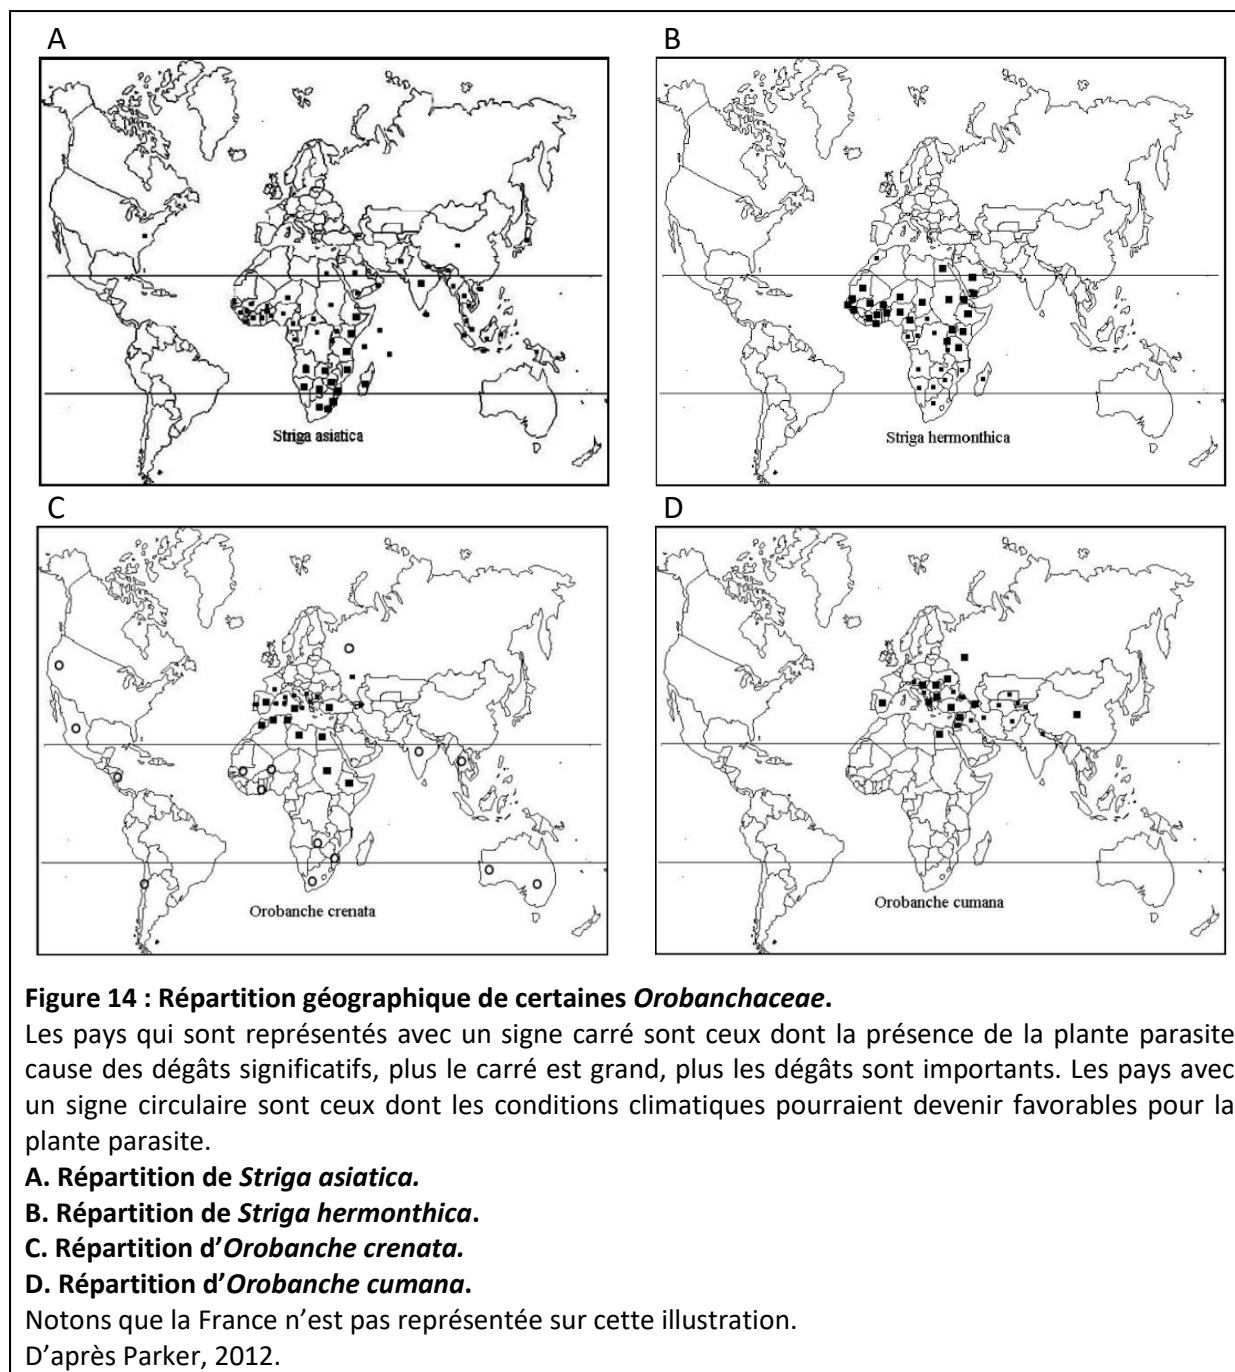 A
B
Striga asiatica
Striga hermonthica
C
D
Orobanche crenata
Orobanche cumana
Figure 14 : Répartition géographique de certaines Orobanchaceae.
Les pays qui sont représentés avec un signe carré sont ceux dont la présence de la plante parasite
cause des dégâts significatifs, plus le carré est grand, plus les dégâts sont importants. Les pays avec
un signe circulaire sont ceux dont les conditions climatiques pourraient devenir favorables pour la
plante parasite.
A. Répartition de Striga asiatica.
B. Répartition de Striga hermonthica.
C. Répartition d’Orobanche crenata.
D. Répartition d’Orobanche cumana.
Notons que la France n’est pas représentée sur cette illustration.
D’après Parker, 2012.